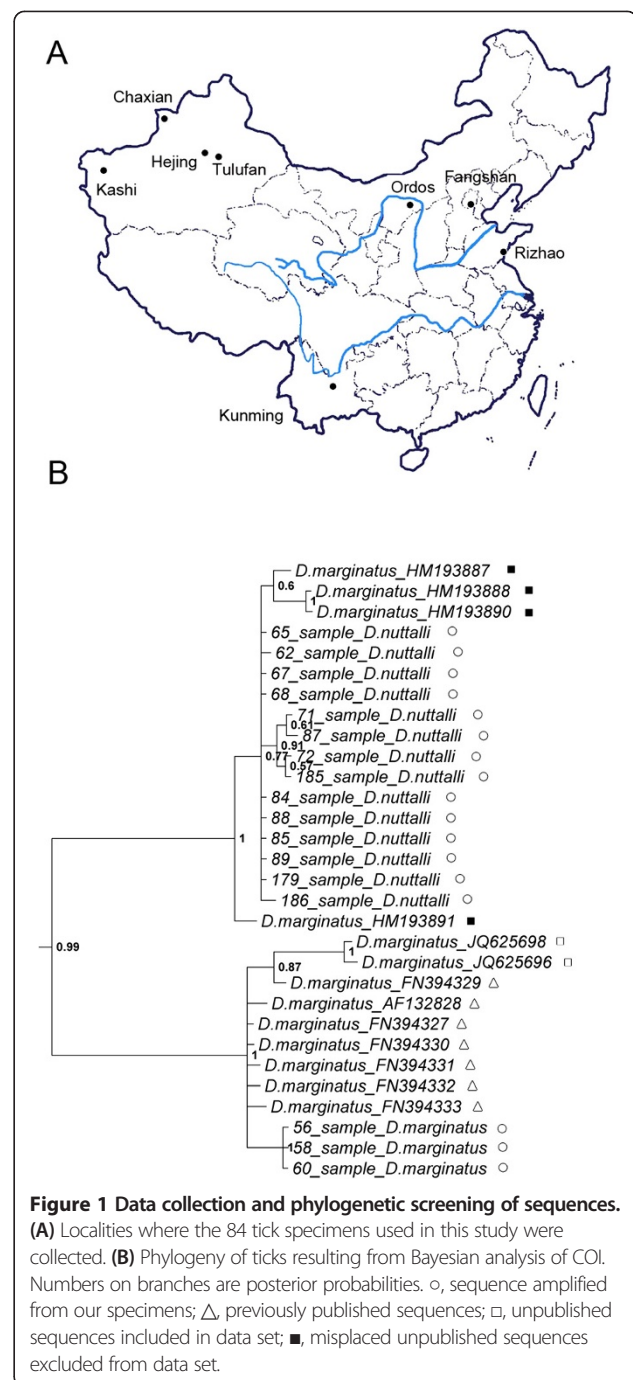 A
Chaxian
Hejing
Tulufan
Kashi
Ordos
Fangshan
Rizhao
Kunming
B
D.marginatus_HM193887 ■
0.6
D.marginatus_HM193888 ■
1
D.marginatus_HM193890 ■
65_sample_D.nuttalli ○
62_sample_D.nuttalli ○
67_sample_D.nuttalli ○
68_sample_D.nuttalli ○
71_sample_D.nuttalli ○
0.61
87_sample_D.nuttalli ○
0.91
0.77
72_sample_D.nuttalli ○
0.57
185_sample_D.nuttalli ○
84_sample_D.nuttalli ○
88_sample_D.nuttalli ○
1
85_sample_D.nuttalli ○
89_sample_D.nuttalli ○
179_sample_D.nuttalli ○
186_sample_D.nuttalli ○
D.marginatus_HM193891 ■
0.99
D.marginatus_JQ625698 □
1
D.marginatus_JQ625696 □
0.87
D.marginatus_FN394329 △
D.marginatus_AF132828 △
D.marginatus_FN394327 △
D.marginatus_FN394330 △
1
D.marginatus_FN394331 △
D.marginatus_FN394332 △
D.marginatus_FN394333 △
56_sample_D.marginatus ○
1
58_sample_D.marginatus ○
60_sample_D.marginatus ○
Figure 1 Data collection and phylogenetic screening of sequences.
(A) Localities where the 84 tick specimens used in this study were
collected. (B) Phylogeny of ticks resulting from Bayesian analysis of COI.
Numbers on branches are posterior probabilities. ○, sequence amplified
from our specimens; △, previously published sequences; □, unpublished
sequences included in data set; ■, misplaced unpublished sequences
excluded from data set.